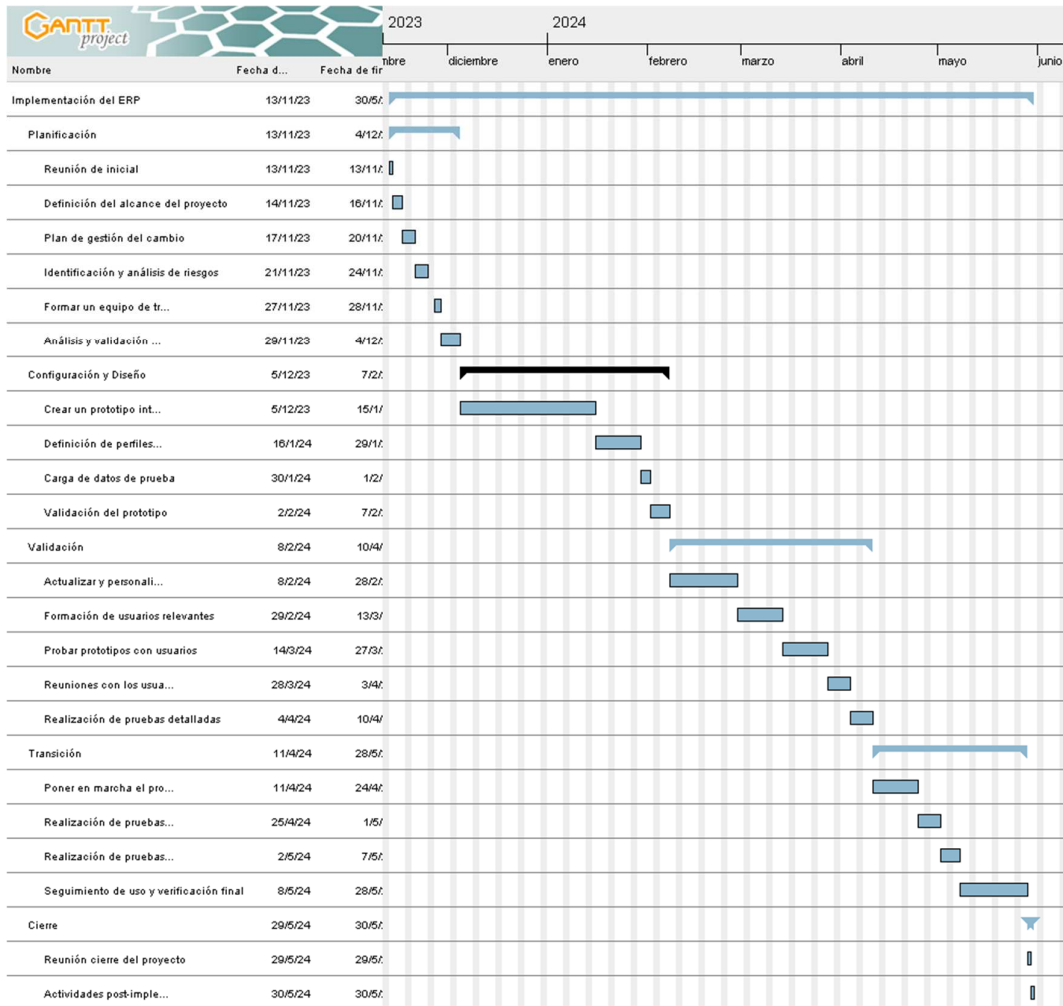 GANTT
project
2023 2024
mbre diciembre enero febrero marzo abril mayo junio
Nombre Fecha d... Fecha de fir
Implementación del ERP 13/11/23 30/5/
Planificación 13/11/23 4/12/
Reunión de inicial 13/11/23 13/11/
Definición del alcance del proyecto 14/11/23 16/11/
Plan de gestión del cambio 17/11/23 20/11/
Identificación y análisis de riesgos 21/11/23 24/11/
Formar un equipo de tr... 27/11/23 28/11/
Análisis y validación ... 29/11/23 4/12/
Configuración y Diseño 5/12/23 7/2/
Crear un prototipo int... 5/12/23 15/1/
Definición de perfiles... 16/1/24 29/1/
Carga de datos de prueba 30/1/24 1/2/
Validación del prototipo 2/2/24 7/2/
Validación 8/2/24 10/4/
Actualizar y personali... 8/2/24 28/2/
Formación de usuarios relevantes 29/2/24 13/3/
Probar prototipos con usuarios 14/3/24 27/3/
Reuniones con los usua... 28/3/24 3/4/
Realización de pruebas detalladas 4/4/24 10/4/
Transición 11/4/24 28/5/
Poner en marcha el pro... 11/4/24 24/4/
Realización de pruebas... 25/4/24 1/5/
Realización de pruebas... 2/5/24 7/5/
Seguimiento de uso y verificación final 8/5/24 28/5/
Cierre 29/5/24 30/5/
Reunión cierre del proyecto 29/5/24 29/5/
Actividades post-imple... 30/5/24 30/5/